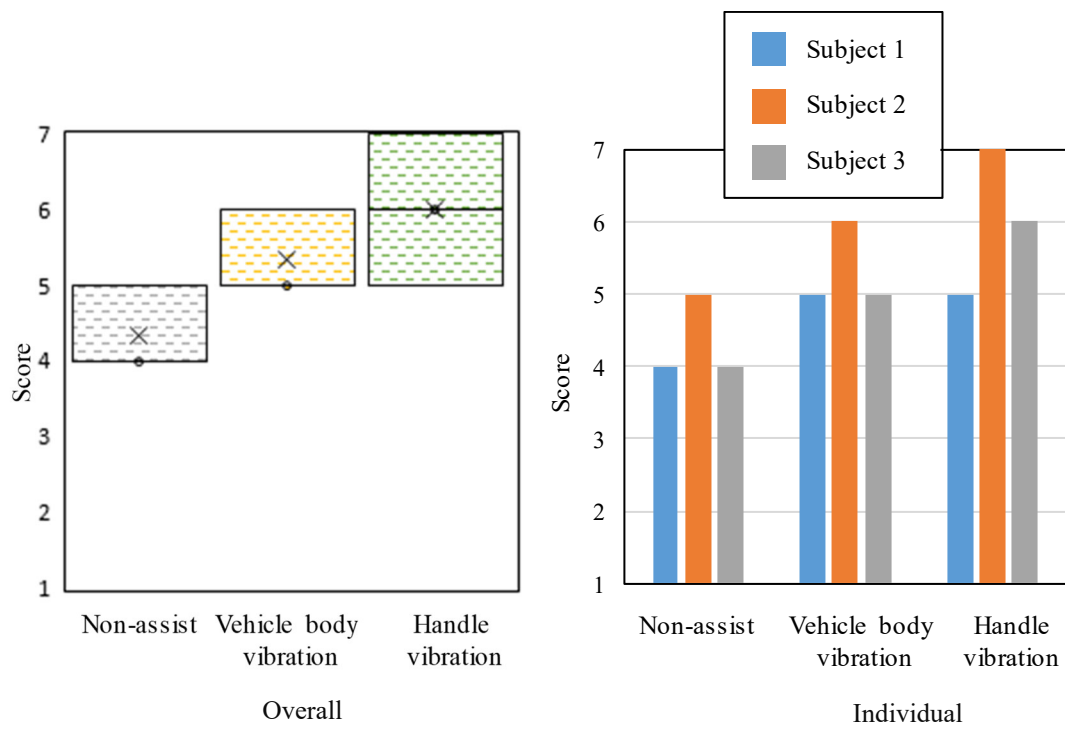 7
6
5
4
3
2
1
Score
Non-assist
Vehicle body
vibration
Handle
vibration
Overall
Subject 1
Subject 2
Subject 3
7
6
5
4
3
2
1
Score
Non-assist
Vehicle body
vibration
Handle
vibration
Individual